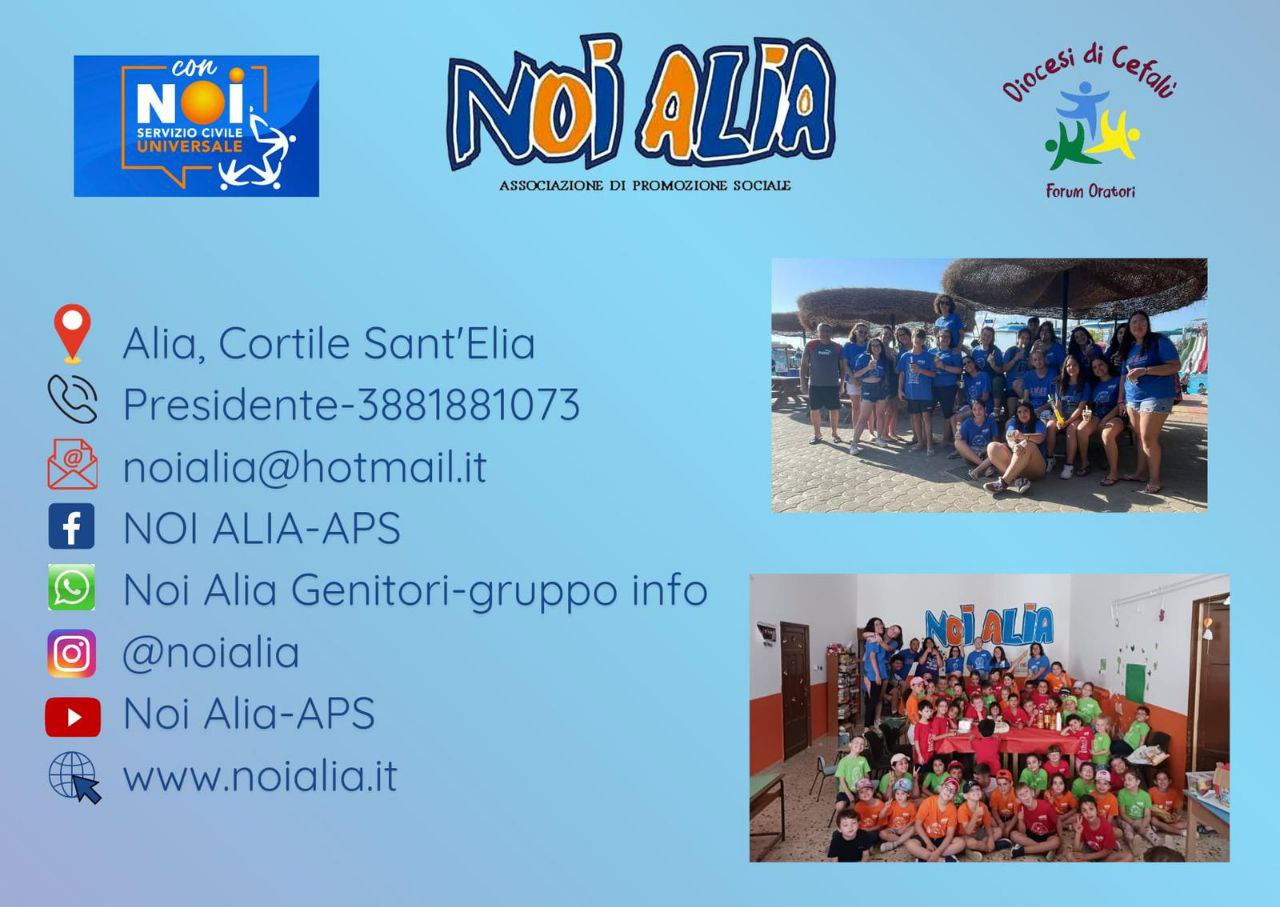 con
NOI
SERVIZIO CIVILE
UNIVERSALE
NOI ALIA
ASSOCIAZIONE DI PROMOZIONE SOCIALE
Diocesi di Cefalù
Forum Oratori
Alia, Cortile Sant'Elia
Presidente-3881881073
noialia@hotmail.it
NOI ALIA-APS
Noi Alia Genitori-gruppo info
@noialia
Noi Alia-APS
www.noialia.it
NOI ALIA